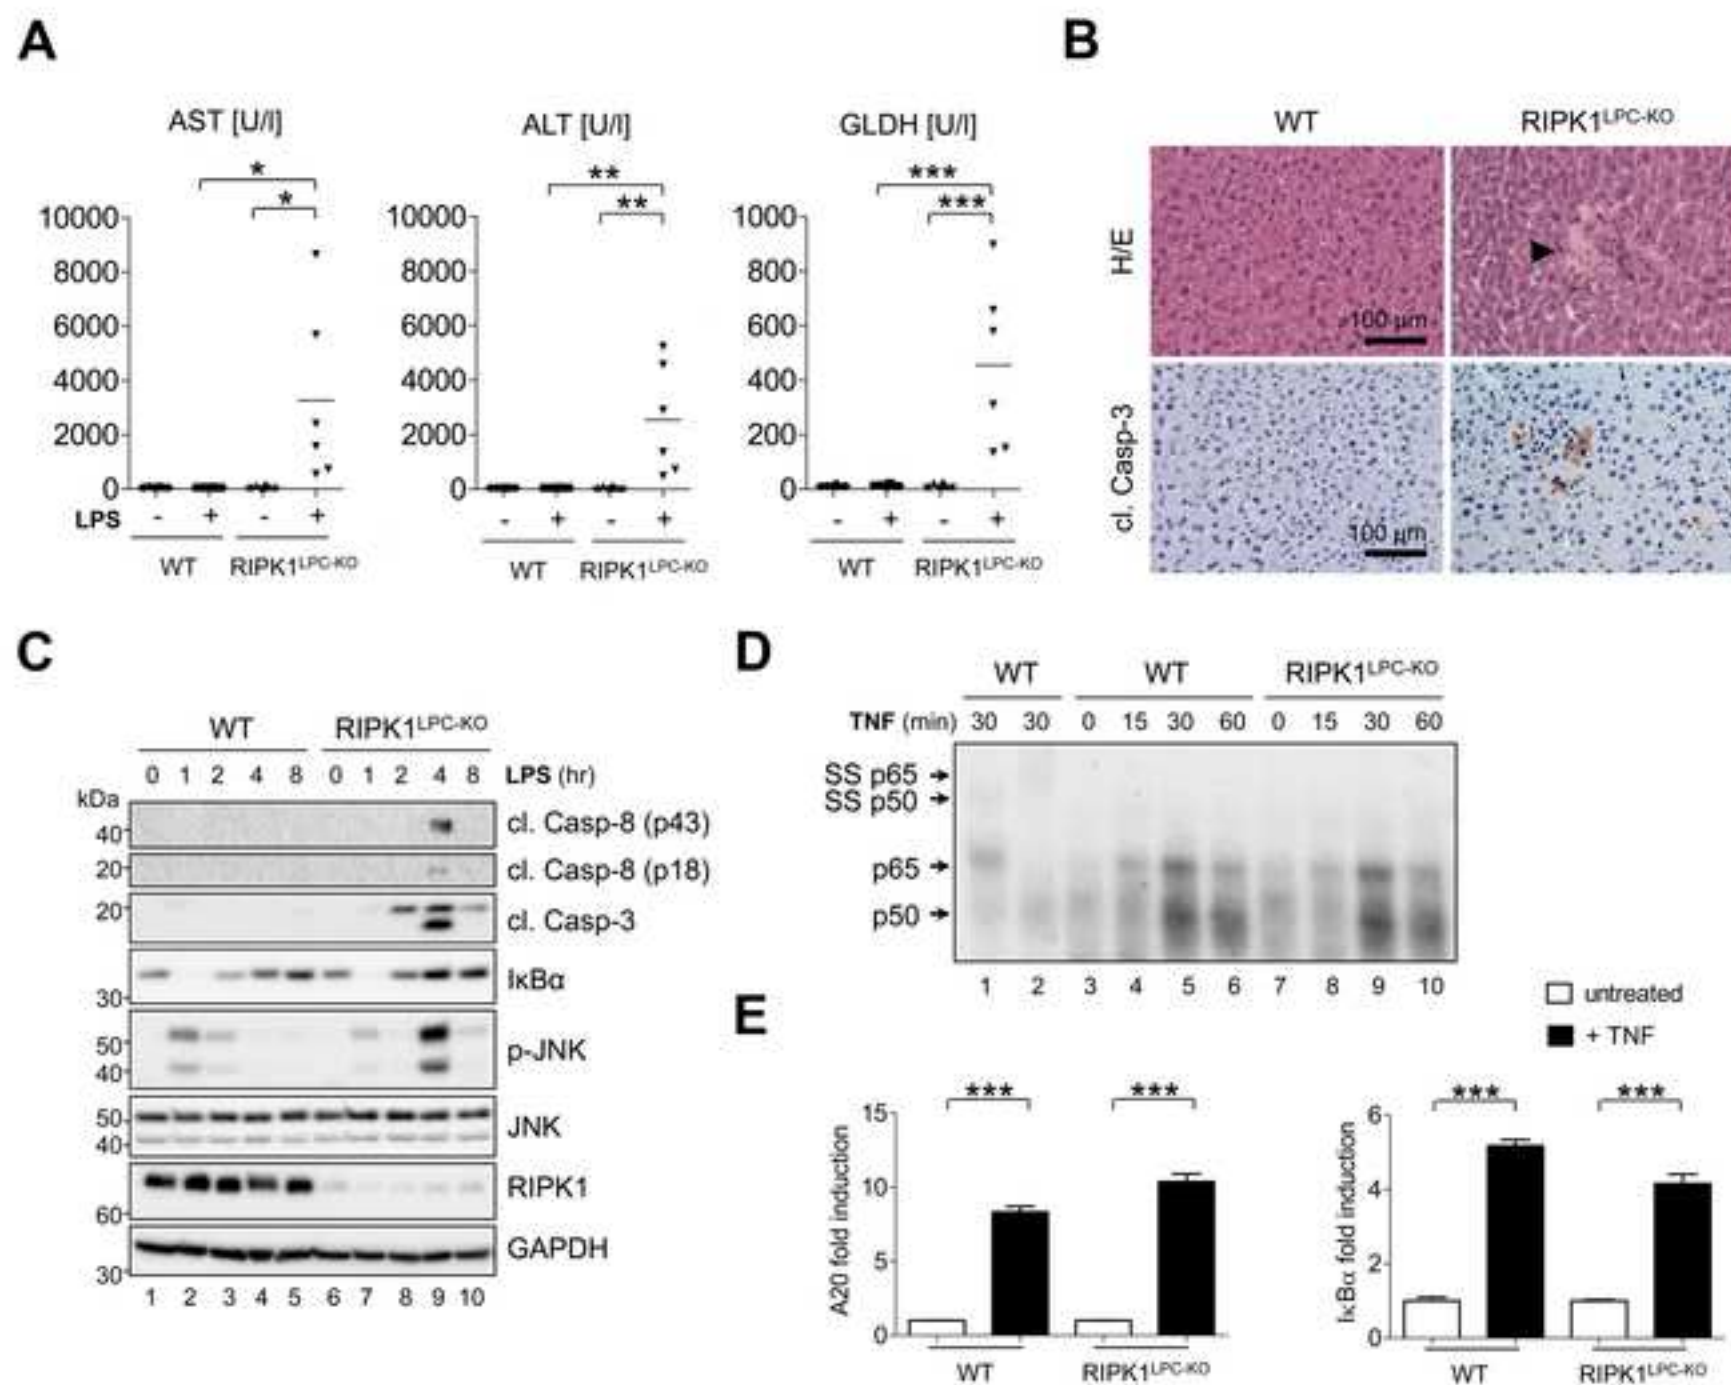 A
AST [U/l]
ALT [U/l]
GLDH [U/l]
* ** ***
* ** ***
10000 10000 1000
8000 8000 800
6000 6000 600
4000 4000 400
2000 2000 200
0 0 0
LPS - + - + - + - + - + - +
WT RIPK1LPC-KO WT RIPK1LPC-KO WT RIPK1LPC-KO
B
WT RIPK1LPC-KO
H/E
100 µm
cl. Casp-3
100 µm
C
WT RIPK1LPC-KO
0 1 2 4 8 0 1 2 4 8 LPS (hr)
kDa
40 cl. Casp-8 (p43)
20 cl. Casp-8 (p18)
20 cl. Casp-3
IκBα
30
50 p-JNK
40
50 JNK
40
RIPK1
60
GAPDH
30
1 2 3 4 5 6 7 8 9 10
D
WT WT RIPK1LPC-KO
TNF (min) 30 30 0 15 30 60 0 15 30 60
SS p65
SS p50
p65
p50
1 2 3 4 5 6 7 8 9 10
E
untreated
+ TNF
*** ***
15
10
5
0
A20 fold induction
WT RIPK1LPC-KO
*** ***
6
4
2
0
IκBα fold induction
WT RIPK1LPC-KO